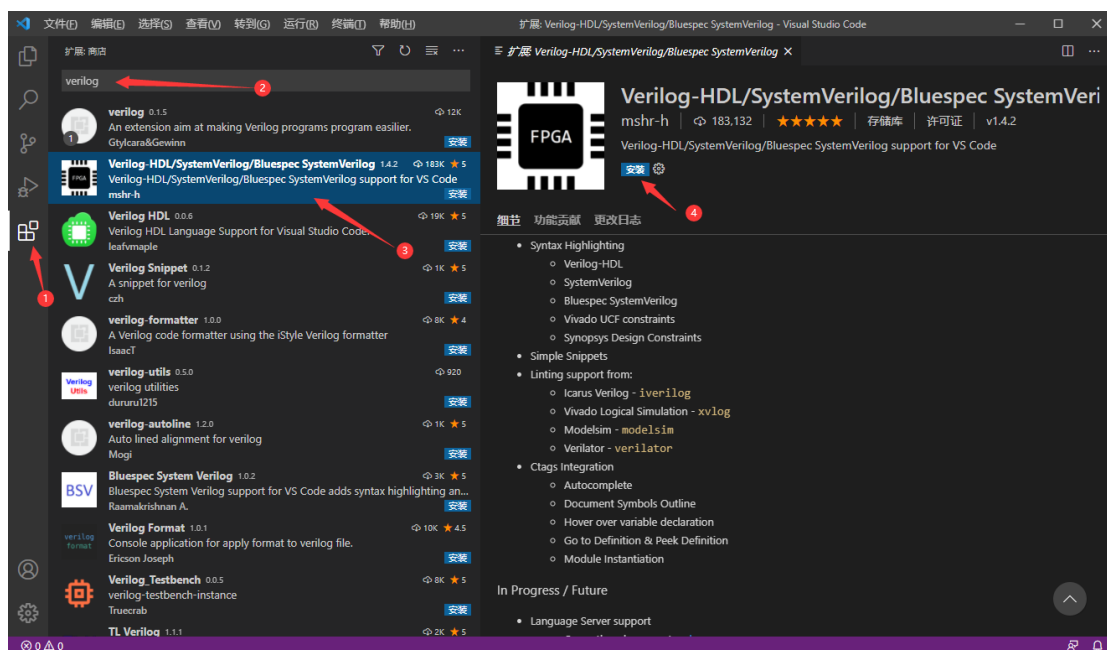 文件(F) 编辑(E) 选择(S) 查看(V) 转到(G) 运行(R) 终端(T) 帮助(H) 扩展: Verilog-HDL/SystemVerilog/Bluespec SystemVerilog - Visual Studio Code
扩展: 商店
verilog
2
verilog 0.1.5 12K
An extension aim at making Verilog programs program easilier.
1
Gtylcara&Gewinn 安装
Verilog-HDL/SystemVerilog/Bluespec SystemVerilog 1.4.2 183K 5
Verilog-HDL/SystemVerilog/Bluespec SystemVerilog support for VS Code
FPGA
mshr-h 安装
Verilog HDL 0.0.6 19K 5
Verilog HDL Language Support for Visual Studio Code.
leafvmaple 安装
3
1
Verilog Snippet 0.1.2 1K 5
A snippet for verilog
czh 安装
verilog-formatter 1.0.0 8K 4
A Verilog code formatter using the iStyle Verilog formatter
IsaacT 安装
verilog-utils 0.5.0 920
Verilog
Utils
verilog utilities
dururu1215 安装
verilog-autoline 1.2.0 1K 5
Auto lined alignment for verilog
Mogi 安装
Bluespec System Verilog 1.0.2 3K 5
BSV
Bluespec System Verilog support for VS Code adds syntax highlighting an...
Raamakrishnan A. 安装
Verilog Format 1.0.1 10K 4.5
verilog
format
Console application for apply format to verilog file.
Ericson Joseph 安装
Verilog_Testbench 0.0.5 8K 5
verilog-testbench-instance
Truecrab 安装
TL Verilog 1.1.1 2K 5
0 0
扩展 Verilog-HDL/SystemVerilog/Bluespec SystemVerilog
FPGA
Verilog-HDL/SystemVerilog/Bluespec SystemVeri
mshr-h 183,132 存储库 许可证 v1.4.2
Verilog-HDL/SystemVerilog/Bluespec SystemVerilog support for VS Code
安装
4
细节 功能贡献 更改日志
Syntax Highlighting
Verilog-HDL
SystemVerilog
Bluespec SystemVerilog
Vivado UCF constraints
Synopsys Design Constraints
Simple Snippets
Linting support from:
Icarus Verilog - iverilog
Vivado Logical Simulation - xvlog
Modelsim - modelsim
Verilator - verilator
Ctags Integration
Autocomplete
Document Symbols Outline
Hover over variable declaration
Go to Definition & Peek Definition
Module Instantiation
In Progress / Future
Language Server support